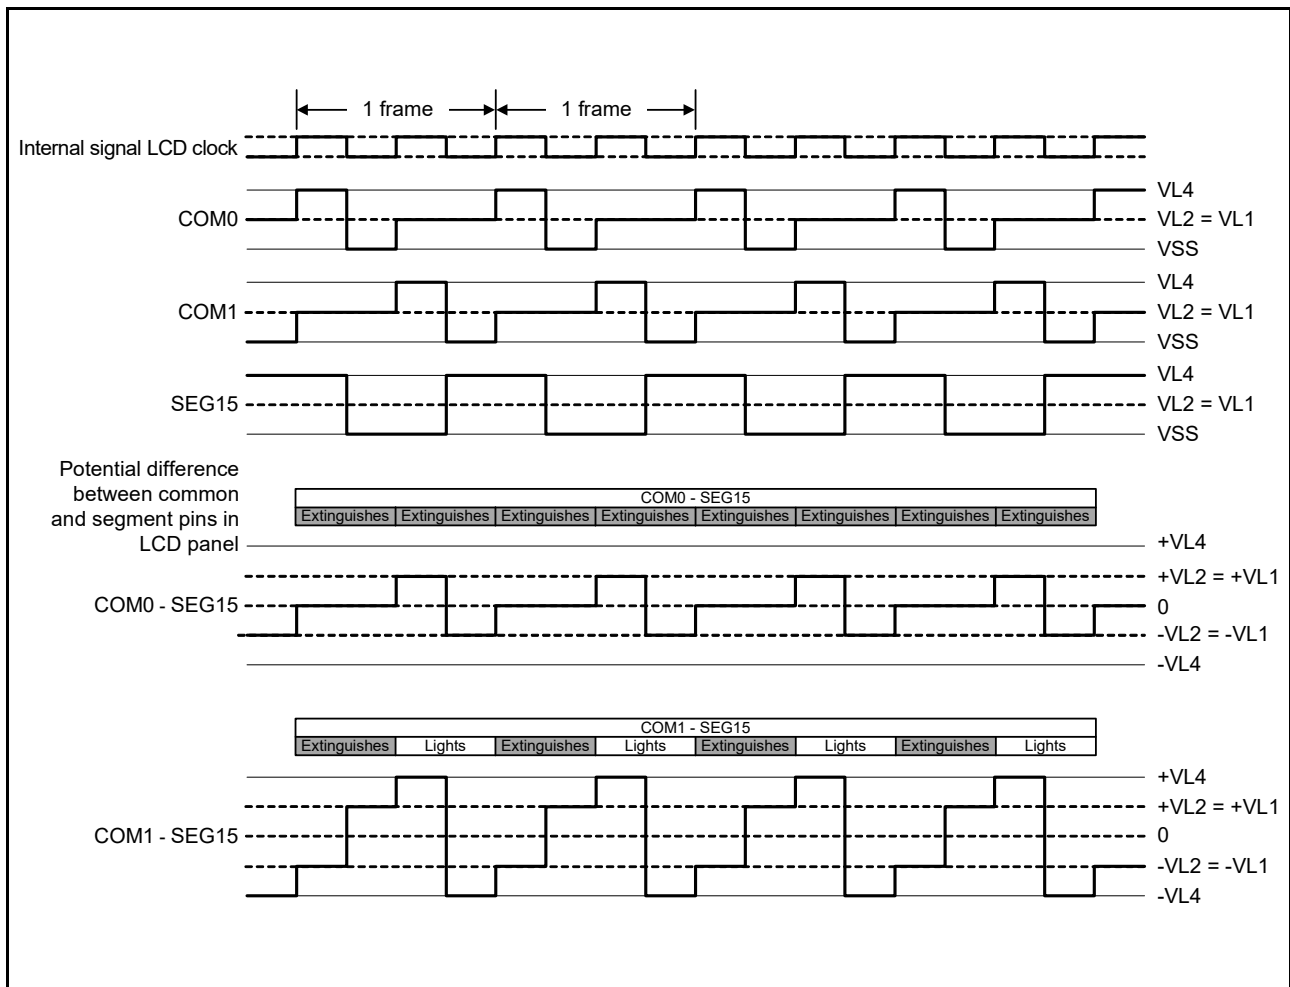 1 frame 1 frame
Internal signal LCD clock
VL4
COM0 VL2 = VL1
VSS
VL4
COM1 VL2 = VL1
VSS
VL4
SEG15 VL2 = VL1
VSS
Potential difference
between common
and segment pins in
LCD panel
COM0 - SEG15
Extinguishes Extinguishes Extinguishes Extinguishes Extinguishes Extinguishes Extinguishes Extinguishes
+VL4
+VL2 = +VL1
COM0 - SEG15 0
-VL2 = -VL1
-VL4
COM1 - SEG15
Extinguishes Lights Extinguishes Lights Extinguishes Lights Extinguishes Lights
+VL4
+VL2 = +VL1
COM1 - SEG15 0
-VL2 = -VL1
-VL4